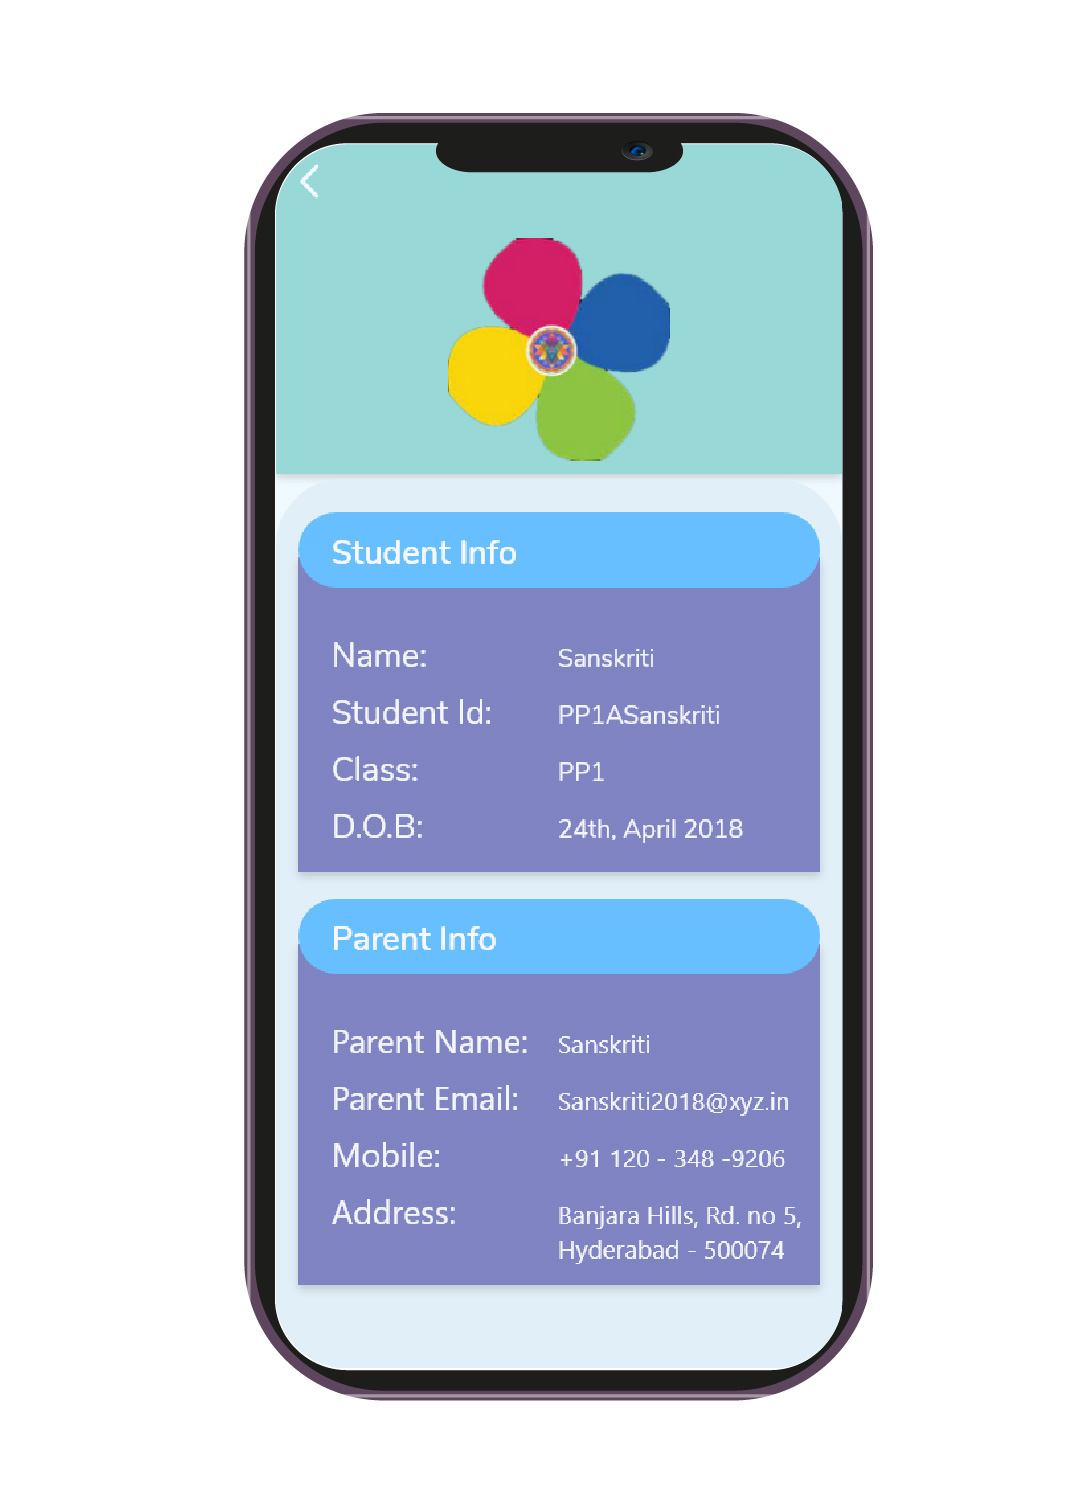 Student Info
Name: Sanskriti
Student Id: PP1ASanskriti
Class: PP1
D.O.B: 24th, April 2018
Parent Info
Parent Name: Sanskriti
Parent Email: Sanskriti2018@xyz.in
Mobile: +91 120 - 348 -9206
Address: Banjara Hills, Rd. no 5,
Hyderabad - 500074